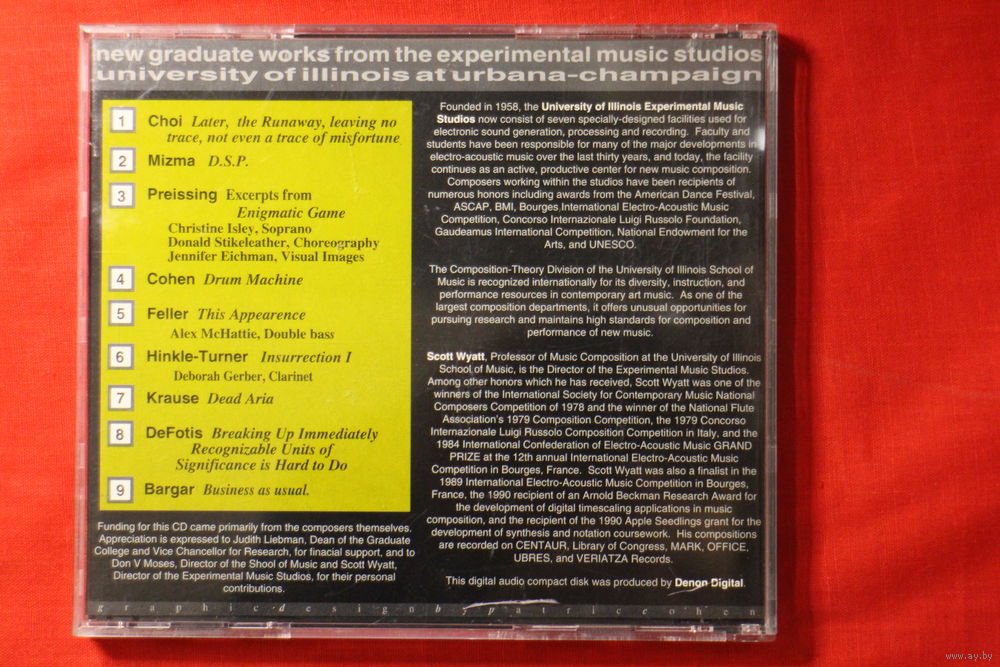 new graduate works from the experimental music studios
university of illinois at urbana-champaign
1 Choi Later, the Runaway, leaving no
trace, not even a trace of misfortune
2 Mizma D.S.P.
3 Preissing Excerpts from
Enigmatic Game
Christine Isley, Soprano
Donald Stikeleather, Choreography
Jennifer Eichman, Visual Images
4 Cohen Drum Machine
5 Feller This Appearence
Alex McHattie, Double bass
6 Hinkle-Turner Insurrection I
Deborah Gerber, Clarinet
7 Krause Dead Aria
8 DeFotis Breaking Up Immediately
Recognizable Units of
Significance is Hard to Do
9 Bargar Business as usual.
Funding for this CD came primarily from the composers themselves.
Appreciation is expressed to Judith Liebman, Dean of the Graduate
College and Vice Chancellor for Research, for finacial support, and to
Don V Moses, Director of the Shool of Music and Scott Wyatt,
Director of the Experimental Music Studios, for their personal
contributions.
Founded in 1958, the University of Illinois Experimental Music
Studios now consist of seven specially-designed facilities used for
electronic sound generation, processing and recording. Faculty and
students have been responsible for many of the major developments in
electro-acoustic music over the last thirty years, and today, the facility
continues as an active, productive center for new music composition.
Composers working within the studios have been recipients of
numerous honors including awards from the American Dance Festival,
ASCAP, BMI, Bourges International Electro-Acoustic Music
Competition, Concorso Internazionale Luigi Russolo Foundation,
Gaudeamus International Competition, National Endowment for the
Arts, and UNESCO.
The Composition-Theory Division of the University of Illinois School of
Music is recognized internationally for its diversity, instruction, and
performance resources in contemporary art music. As one of the
largest composition departments, it offers unusual opportunities for
pursuing research and maintains high standards for composition and
performance of new music.
Scott Wyatt, Professor of Music Composition at the University of Illinois
School of Music, is the Director of the Experimental Music Studios.
Among other honors which he has received, Scott Wyatt was one of the
winners of the International Society for Contemporary Music National
Composers Competition of 1978 and the winner of the National Flute
Association's 1979 Composition Competition, the 1979 Concorso
Internazionale Luigi Russolo Composition Competition in Italy, and the
1984 International Confederation of Electro-Acoustic Music GRAND
PRIZE at the 12th annual International Electro-Acoustic Music
Competition in Bourges, France. Scott Wyatt was also a finalist in the
1989 International Electro-Acoustic Music Competition in Bourges,
France, the 1990 recipient of an Arnold Beckman Research Award for
the development of digital timescaling applications in music
composition, and the recipient of the 1990 Apple Seedlings grant for the
development of synthesis and notation coursework. His compositions
are recorded on CENTAUR, Library of Congress, MARK, OFFICE,
UBRES, and VERIATZA Records.
This digital audio compact disk was produced by Denon Digital.
graphic design by patric cohen
www.ay.by